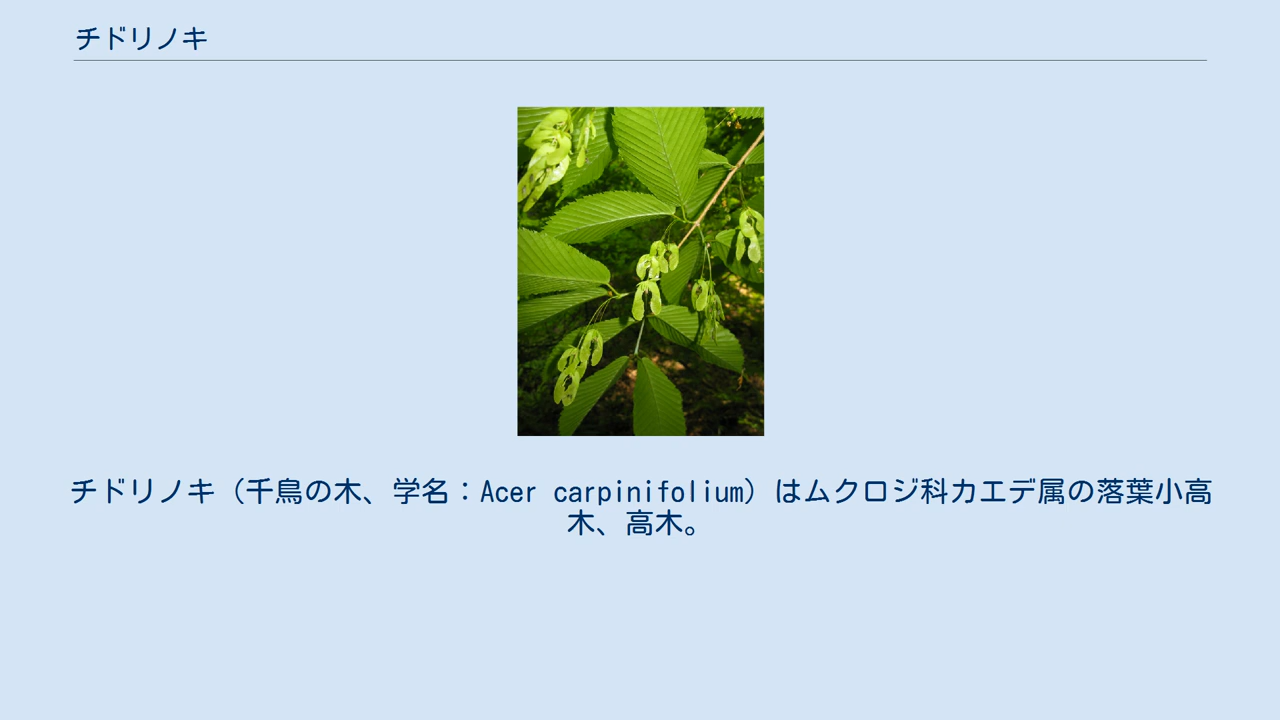 チドリノキ
チドリノキ（千鳥の木、学名：Acer carpinifolium）はムクロジ科カエデ属の落葉小高
木、高木。